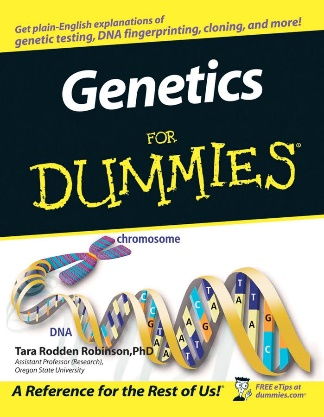 Get plain-English explanations of
genetic testing, DNA fingerprinting, cloning, and more!
Genetics
FOR
DUMMIES®
chromosome
DNA
Tara Rodden Robinson, PhD
Assistant Professor (Research),
Oregon State University
A Reference for the Rest of Us!®
FREE eTips at
dummies.com®